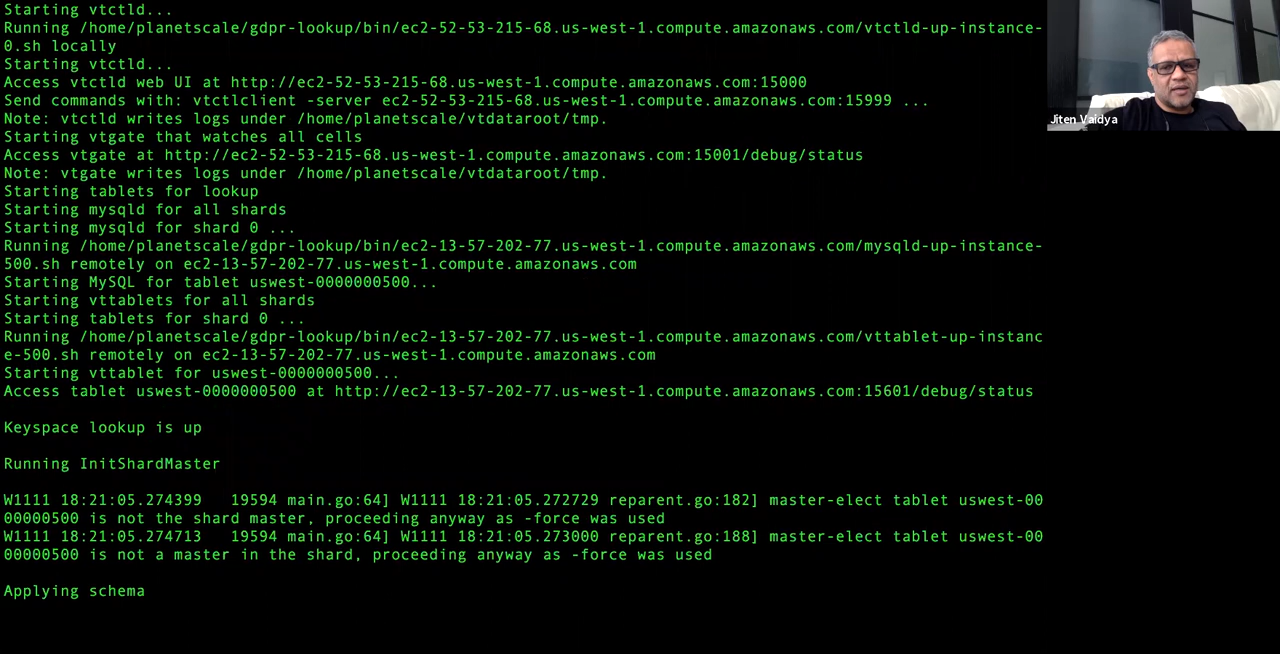 Starting vtctld...
Running /home/planetscale/gdpr-lookup/bin/ec2-52-53-215-68.us-west-1.compute.amazonaws.com/vtctld-up-instance-
0.sh locally
Starting vtctld...
Access vtctld web UI at http://ec2-52-53-215-68.us-west-1.compute.amazonaws.com:15000
Send commands with: vtctlclient -server ec2-52-53-215-68.us-west-1.compute.amazonaws.com:15999 ...
Note: vtctld writes logs under /home/planetscale/vtdataroot/tmp.
Starting vtgate that watches all cells
Access vtgate at http://ec2-52-53-215-68.us-west-1.compute.amazonaws.com:15001/debug/status
Note: vtgate writes logs under /home/planetscale/vtdataroot/tmp.
Starting tablets for lookup
Starting mysqld for all shards
Starting mysqld for shard 0 ...
Running /home/planetscale/gdpr-lookup/bin/ec2-13-57-202-77.us-west-1.compute.amazonaws.com/mysqld-up-instance-
500.sh remotely on ec2-13-57-202-77.us-west-1.compute.amazonaws.com
Starting MySQL for tablet uswest-0000000500...
Starting vttablets for all shards
Starting tablets for shard 0 ...
Running /home/planetscale/gdpr-lookup/bin/ec2-13-57-202-77.us-west-1.compute.amazonaws.com/vttablet-up-instanc
e-500.sh remotely on ec2-13-57-202-77.us-west-1.compute.amazonaws.com
Starting vttablet for uswest-0000000500...
Access tablet uswest-0000000500 at http://ec2-13-57-202-77.us-west-1.compute.amazonaws.com:15601/debug/status
Keyspace lookup is up
Running InitShardMaster
W1111 18:21:05.274399   19594 main.go:64] W1111 18:21:05.272729 reparent.go:182] master-elect tablet uswest-00
00000500 is not the shard master, proceeding anyway as -force was used
W1111 18:21:05.274713   19594 main.go:64] W1111 18:21:05.273000 reparent.go:188] master-elect tablet uswest-00
00000500 is not a master in the shard, proceeding anyway as -force was used
Applying schema
Jiten Vaidya